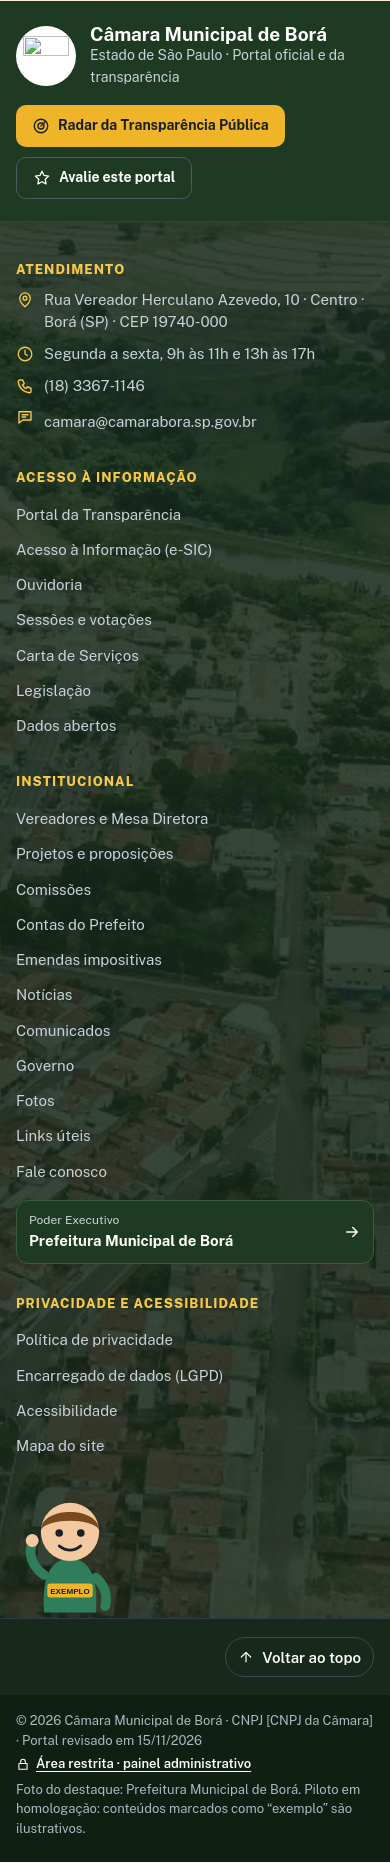 Câmara Municipal de Borá
Estado de São Paulo · Portal oficial e da
transparência
Radar da Transparência Pública
Avalie este portal
ATENDIMENTO
Rua Vereador Herculano Azevedo, 10 · Centro ·
Borá (SP) · CEP 19740-000
Segunda a sexta, 9h às 11h e 13h às 17h
(18) 3367-1146
camara@camarabora.sp.gov.br
ACESSO À INFORMAÇÃO
Portal da Transparência
Acesso à Informação (e-SIC)
Ouvidoria
Sessões e votações
Carta de Serviços
Legislação
Dados abertos
INSTITUCIONAL
Vereadores e Mesa Diretora
Projetos e proposições
Comissões
Contas do Prefeito
Emendas impositivas
Notícias
Comunicados
Governo
Fotos
Links úteis
Fale conosco
Poder Executivo
Prefeitura Municipal de Borá
PRIVACIDADE E ACESSIBILIDADE
Política de privacidade
Encarregado de dados (LGPD)
Acessibilidade
Mapa do site
EXEMPLO
Voltar ao topo
© 2026 Câmara Municipal de Borá · CNPJ [CNPJ da Câmara]
· Portal revisado em 15/11/2026
Área restrita · painel administrativo
Foto do destaque: Prefeitura Municipal de Borá. Piloto em
homologação: conteúdos marcados como “exemplo” são
ilustrativos.